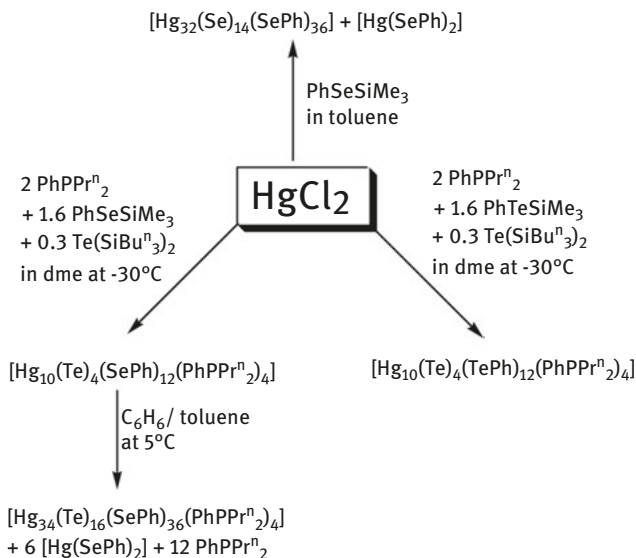 [Hg₃₂(Se)₁₄(SePh)₃₆] + [Hg(SePh)₂]
PhSeSiMe₃
in toluene
2 PhPPrⁿ₂
+ 1.6 PhSeSiMe₃
+ 0.3 Te(SiBuⁿ₃)₂
in dme at -30°C
HgCl₂
2 PhPPrⁿ₂
+ 1.6 PhTeSiMe₃
+ 0.3 Te(SiBuⁿ₃)₂
in dme at -30°C
[Hg₁₀(Te)₄(SePh)₁₂(PhPPrⁿ₂)₄]
[Hg₁₀(Te)₄(TePh)₁₂(PhPPrⁿ₂)₄]
C₆H₆/ toluene
at 5°C
[Hg₃₄(Te)₁₆(SePh)₃₆(PhPPrⁿ₂)₄]
+ 6 [Hg(SePh)₂] + 12 PhPPrⁿ₂